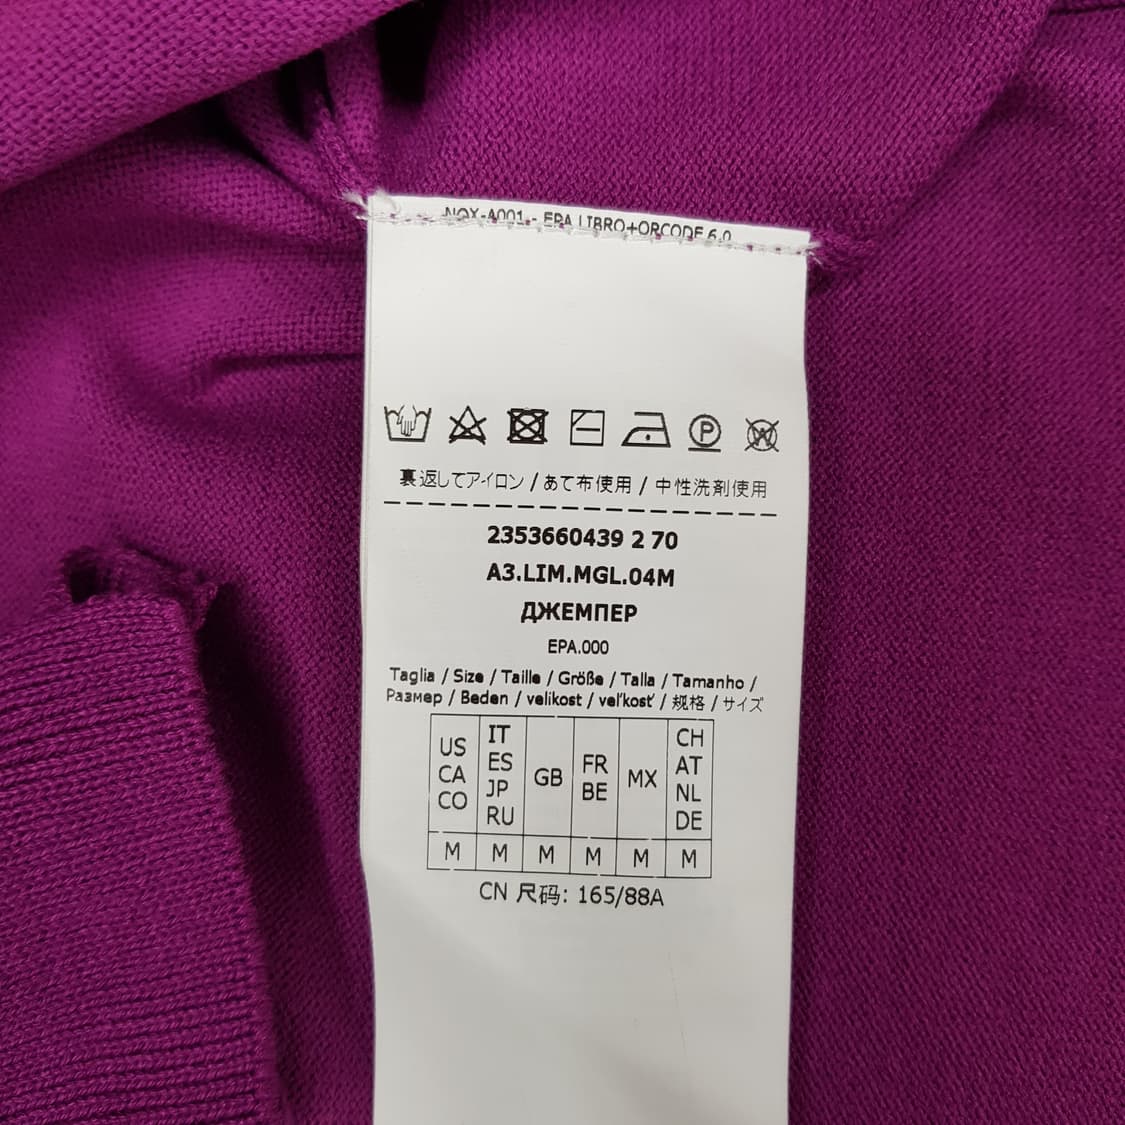 NQX-A001 - EPA LIBRO+QRCODE 6.0
裏返してアイロン / あて布使用 / 中性洗剤使用
2353660439 2 70
A3.LIM.MGL.04M
ДЖЕМПЕР
EPA.000
Taglia / Size / Taille / Größe / Talla / Tamanho /
Размер / Beden / velikost / veľkosť / 规格 / サイズ
US CA CO
IT ES JP RU
GB
FR BE
MX
CH AT NL DE
M M M M M M
CN 尺码: 165/88A